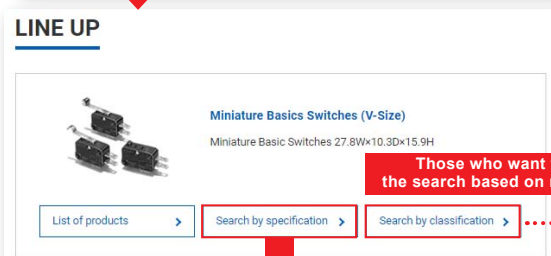 LINE UP
Miniature Basics Switches (V-Size)
Miniature Basic Switches 27.8W×10.3D×15.9H
Those who want
the search based on
List of products
Search by specification
Search by classification